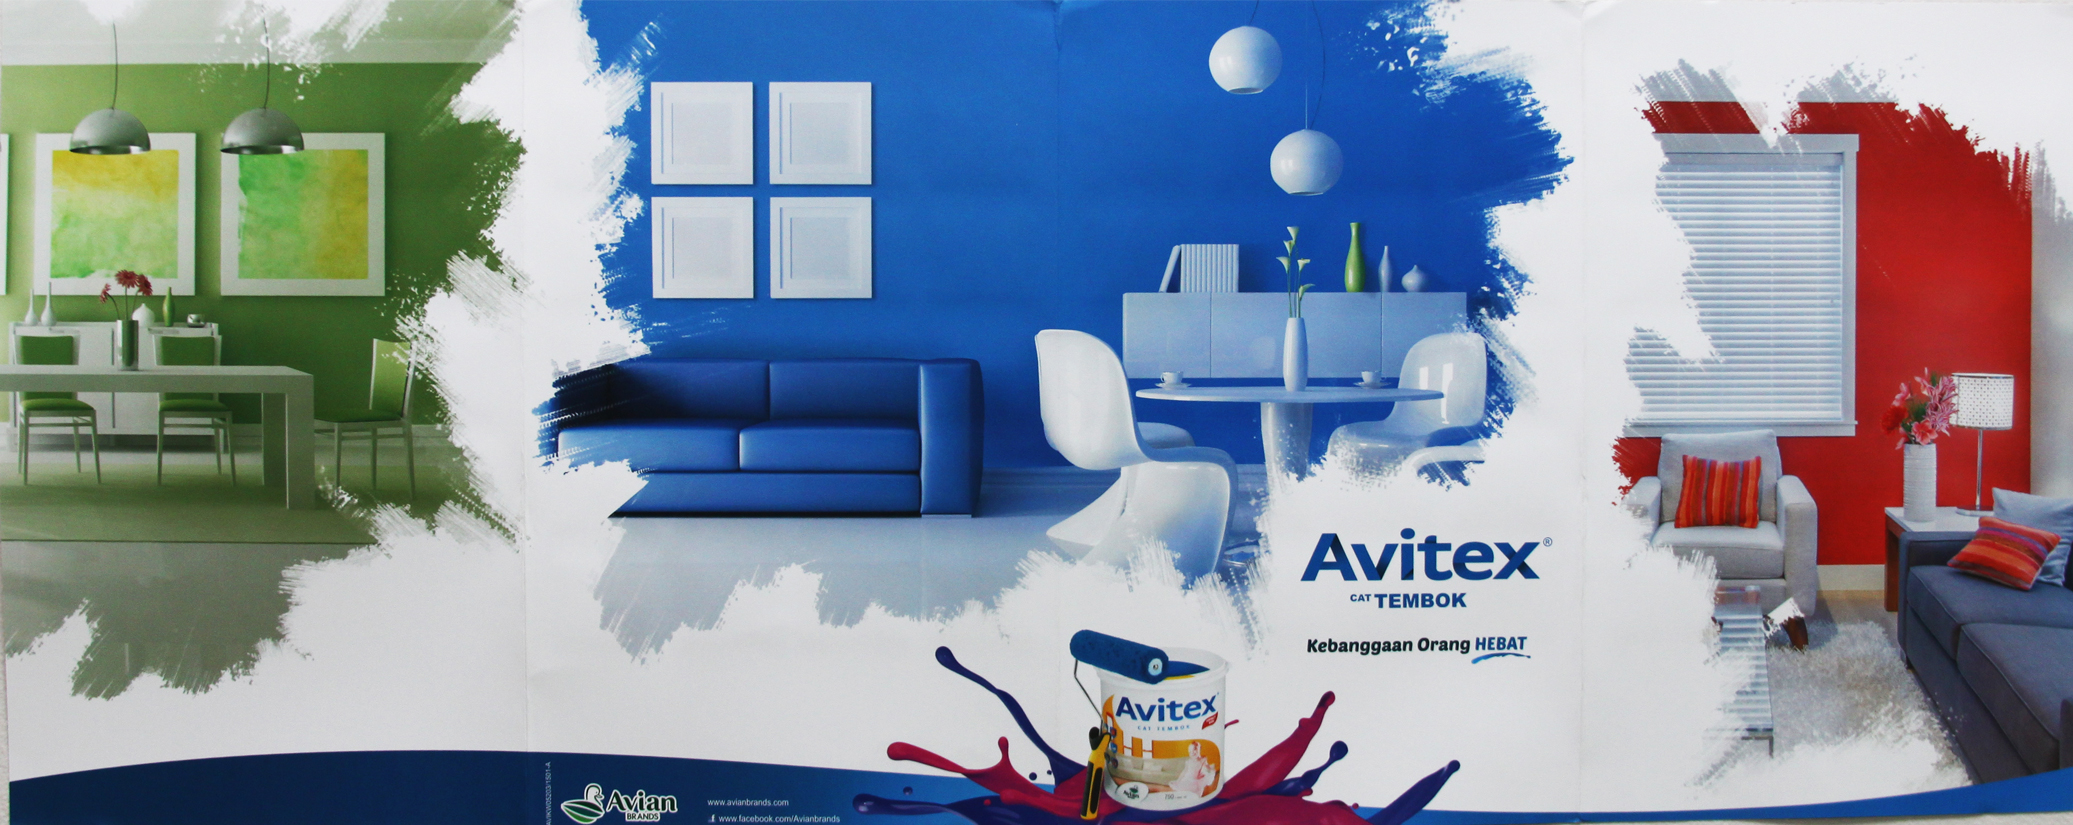 Avitex®
CAT TEMBOK
Kebanggaan Orang HEBAT
Avitex
CAT TEMBOK
Avian
BRANDS
www.avianbrands.com
www.facebook.com/Avianbrands